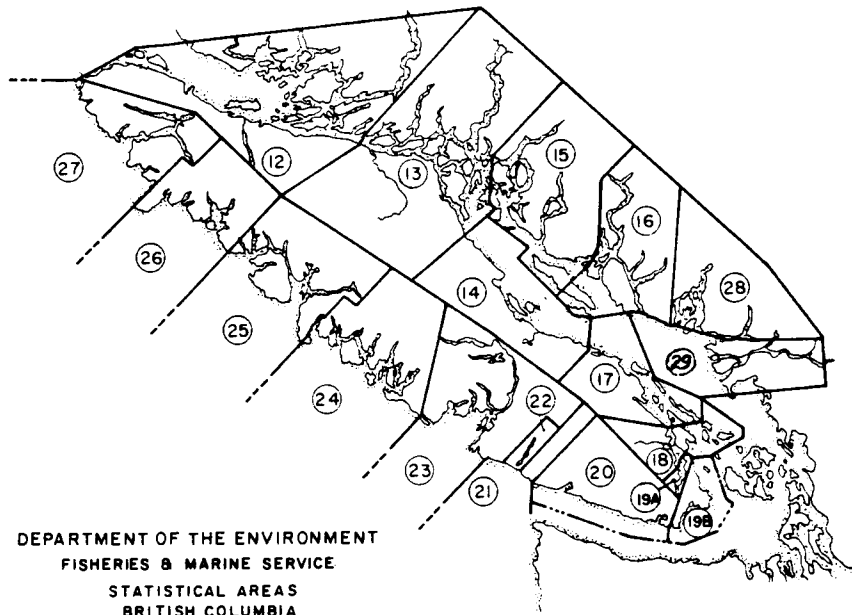 12
13
15
27
16
26
28
14
25
29
24
17
22
23
18
20
21
19A
19B
DEPARTMENT OF THE ENVIRONMENT
FISHERIES & MARINE SERVICE
STATISTICAL AREAS
BRITISH COLUMBIA